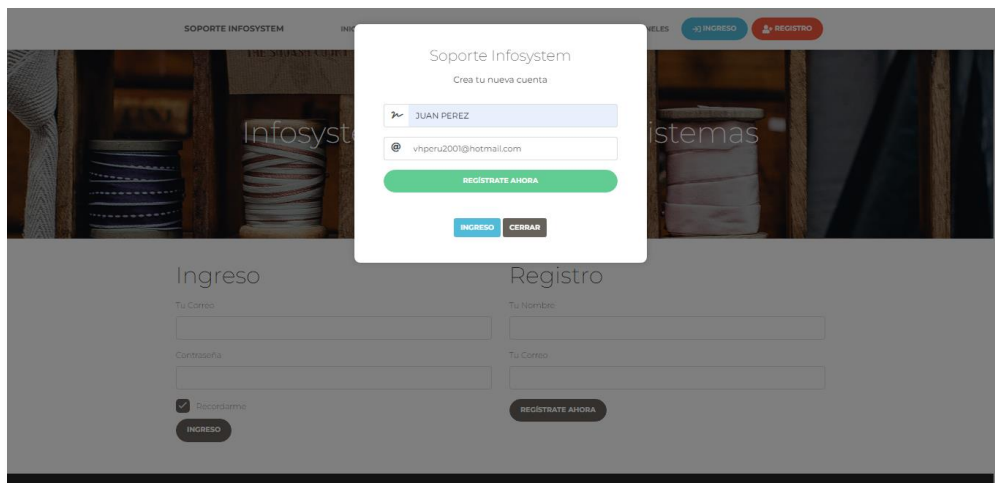 SOPORTE INFOSYSTEM
INGRESO
REGISTRO
Soporte Infosystem
Crea tu nueva cuenta
JUAN PEREZ
@ vhperu2001@hotmail.com
REGÍSTRATE AHORA
INGRESO CERRAR
Ingreso
Registro
Tu Correo
Tu Nombre
Contraseña
Tu Correo
Recordarme
REGÍSTRATE AHORA
INGRESO